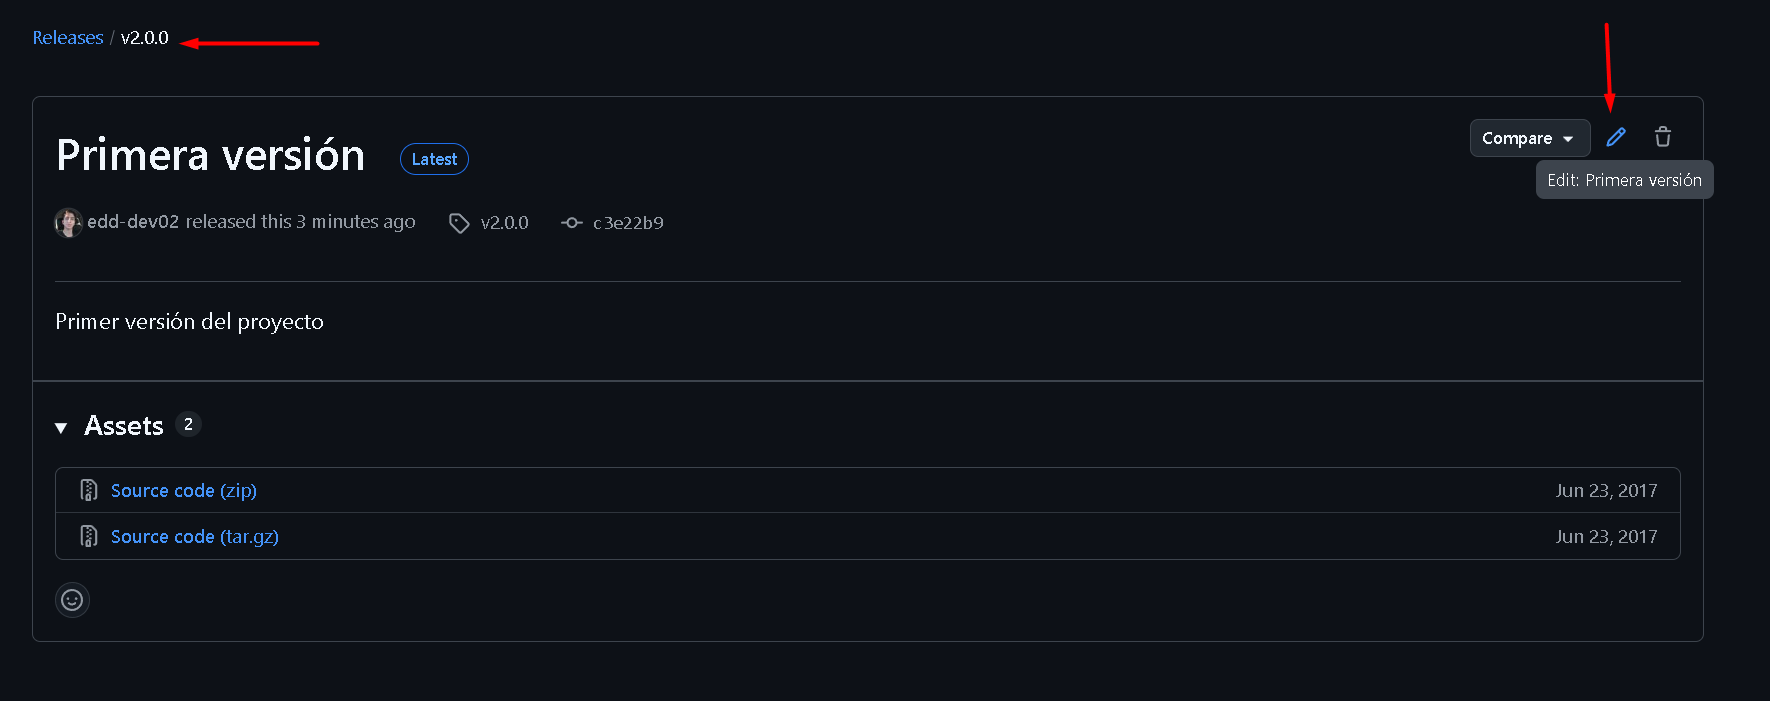 Releases / v2.0.0
Primera versión Latest
Compare
Edit: Primera versión
edd-dev02 released this 3 minutes ago v2.0.0 c3e22b9
Primer versión del proyecto
Assets 2
Source code (zip) Jun 23, 2017
Source code (tar.gz) Jun 23, 2017